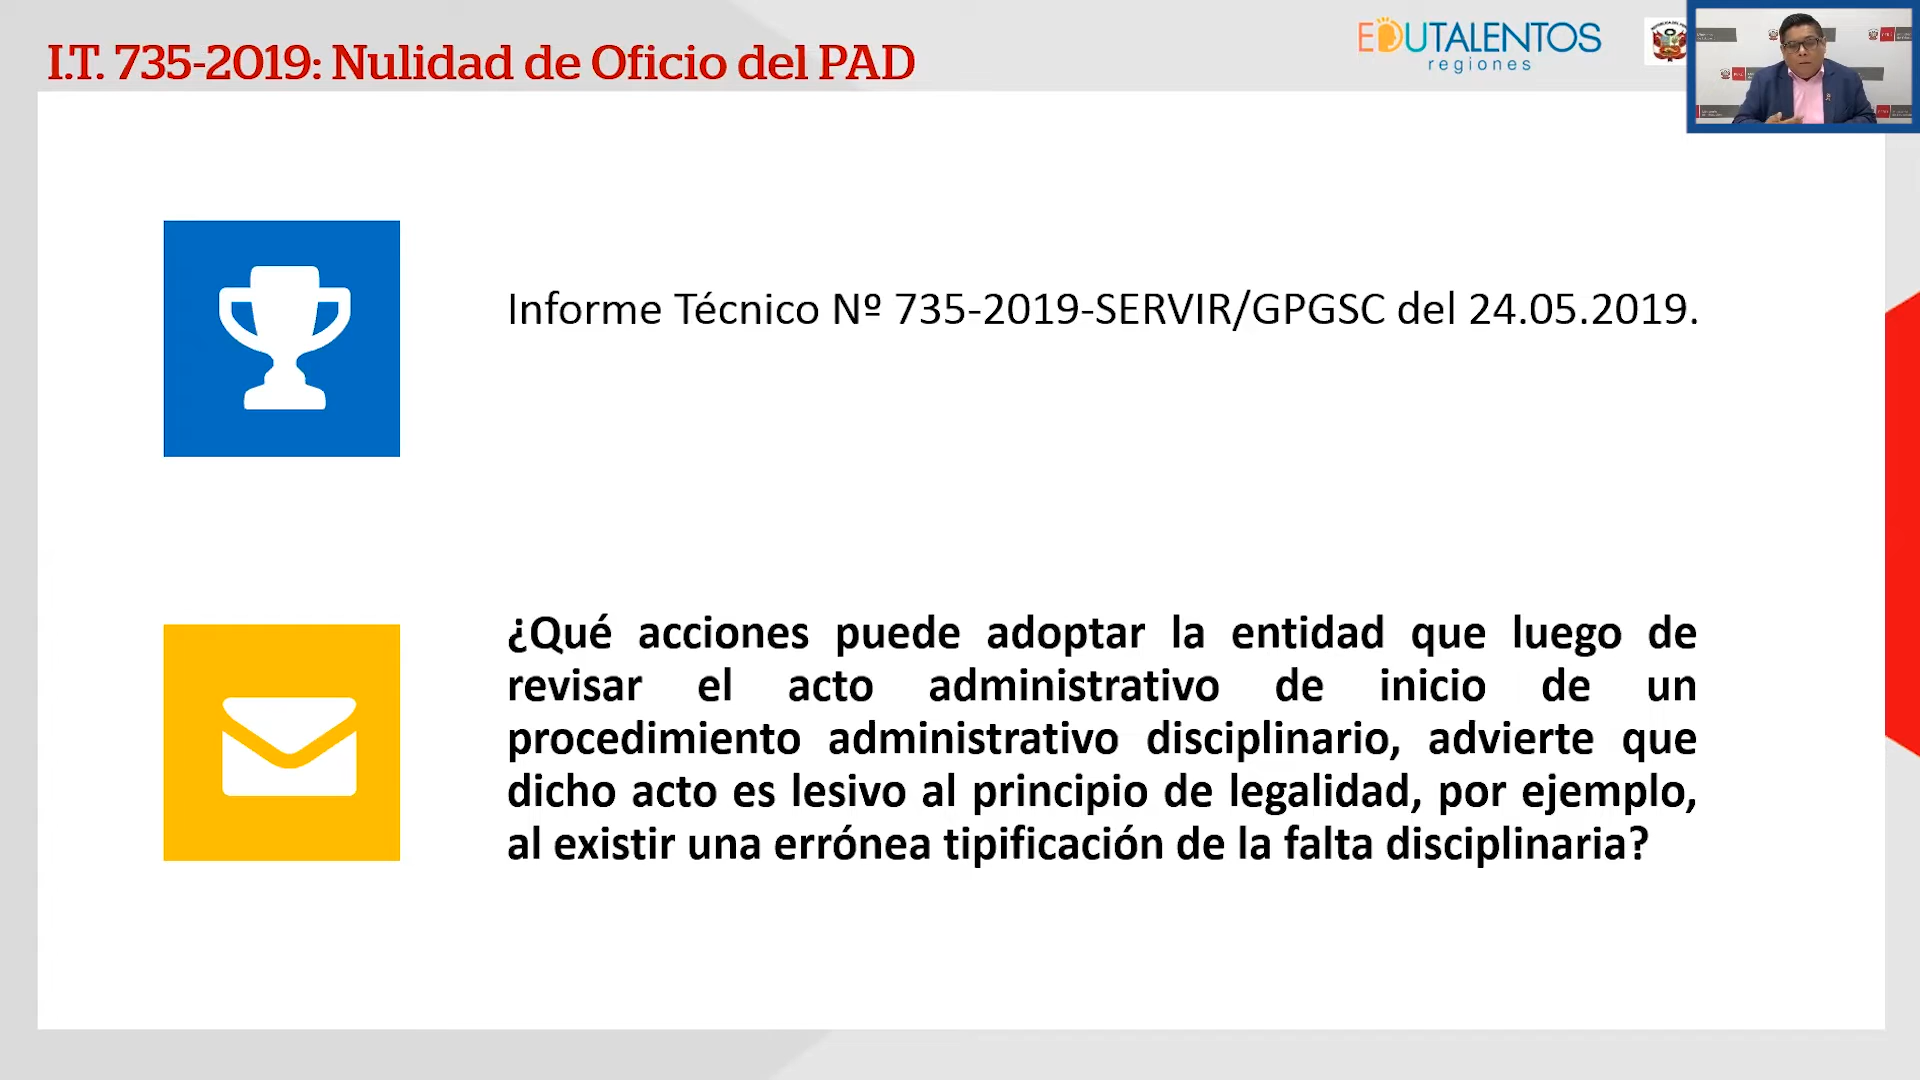 I.T. 735-2019: Nulidad de Oficio del PAD
EDUTALENTOS
regiones
Informe Técnico Nº 735-2019-SERVIR/GPGSC del 24.05.2019.
¿Qué acciones puede adoptar la entidad que luego de
revisar el acto administrativo de inicio de un
procedimiento administrativo disciplinario, advierte que
dicho acto es lesivo al principio de legalidad, por ejemplo,
al existir una errónea tipificación de la falta disciplinaria?